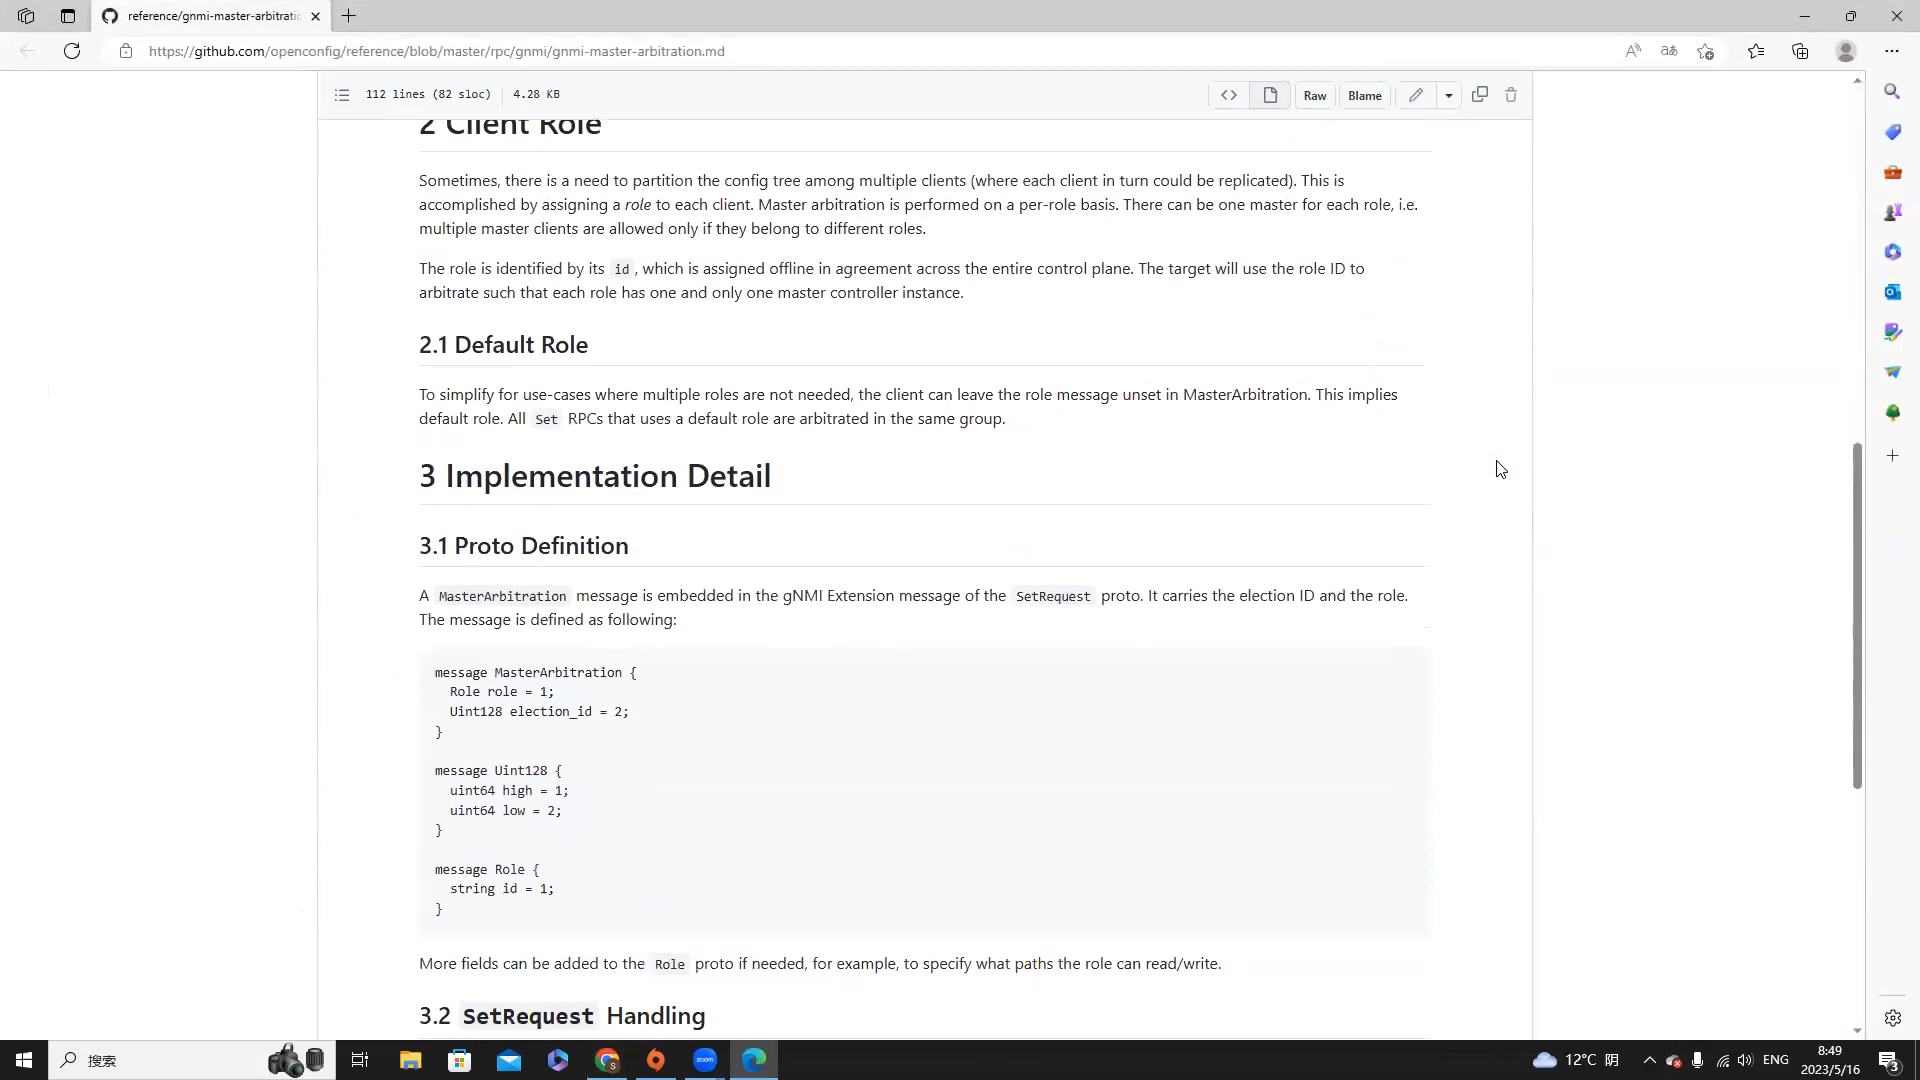 reference/gnmi-master-arbitratio
https://github.com/openconfig/reference/blob/master/rpc/gnmi/gnmi-master-arbitration.md
112 lines (82 sloc) 4.28 KB
Raw Blame
2 Client Role
Sometimes, there is a need to partition the config tree among multiple clients (where each client in turn could be replicated). This is
accomplished by assigning a role to each client. Master arbitration is performed on a per-role basis. There can be one master for each role, i.e.
multiple master clients are allowed only if they belong to different roles.
The role is identified by its id, which is assigned offline in agreement across the entire control plane. The target will use the role ID to
arbitrate such that each role has one and only one master controller instance.
2.1 Default Role
To simplify for use-cases where multiple roles are not needed, the client can leave the role message unset in MasterArbitration. This implies
default role. All Set RPCs that uses a default role are arbitrated in the same group.
3 Implementation Detail
3.1 Proto Definition
A MasterArbitration message is embedded in the gNMI Extension message of the SetRequest proto. It carries the election ID and the role.
The message is defined as following:
message MasterArbitration {
Role role = 1;
Uint128 election_id = 2;
}
message Uint128 {
uint64 high = 1;
uint64 low = 2;
}
message Role {
string id = 1;
}
More fields can be added to the Role proto if needed, for example, to specify what paths the role can read/write.
3.2 SetRequest Handling
搜索
zoom
12°C 阴
ENG
8:49
2023/5/16
3